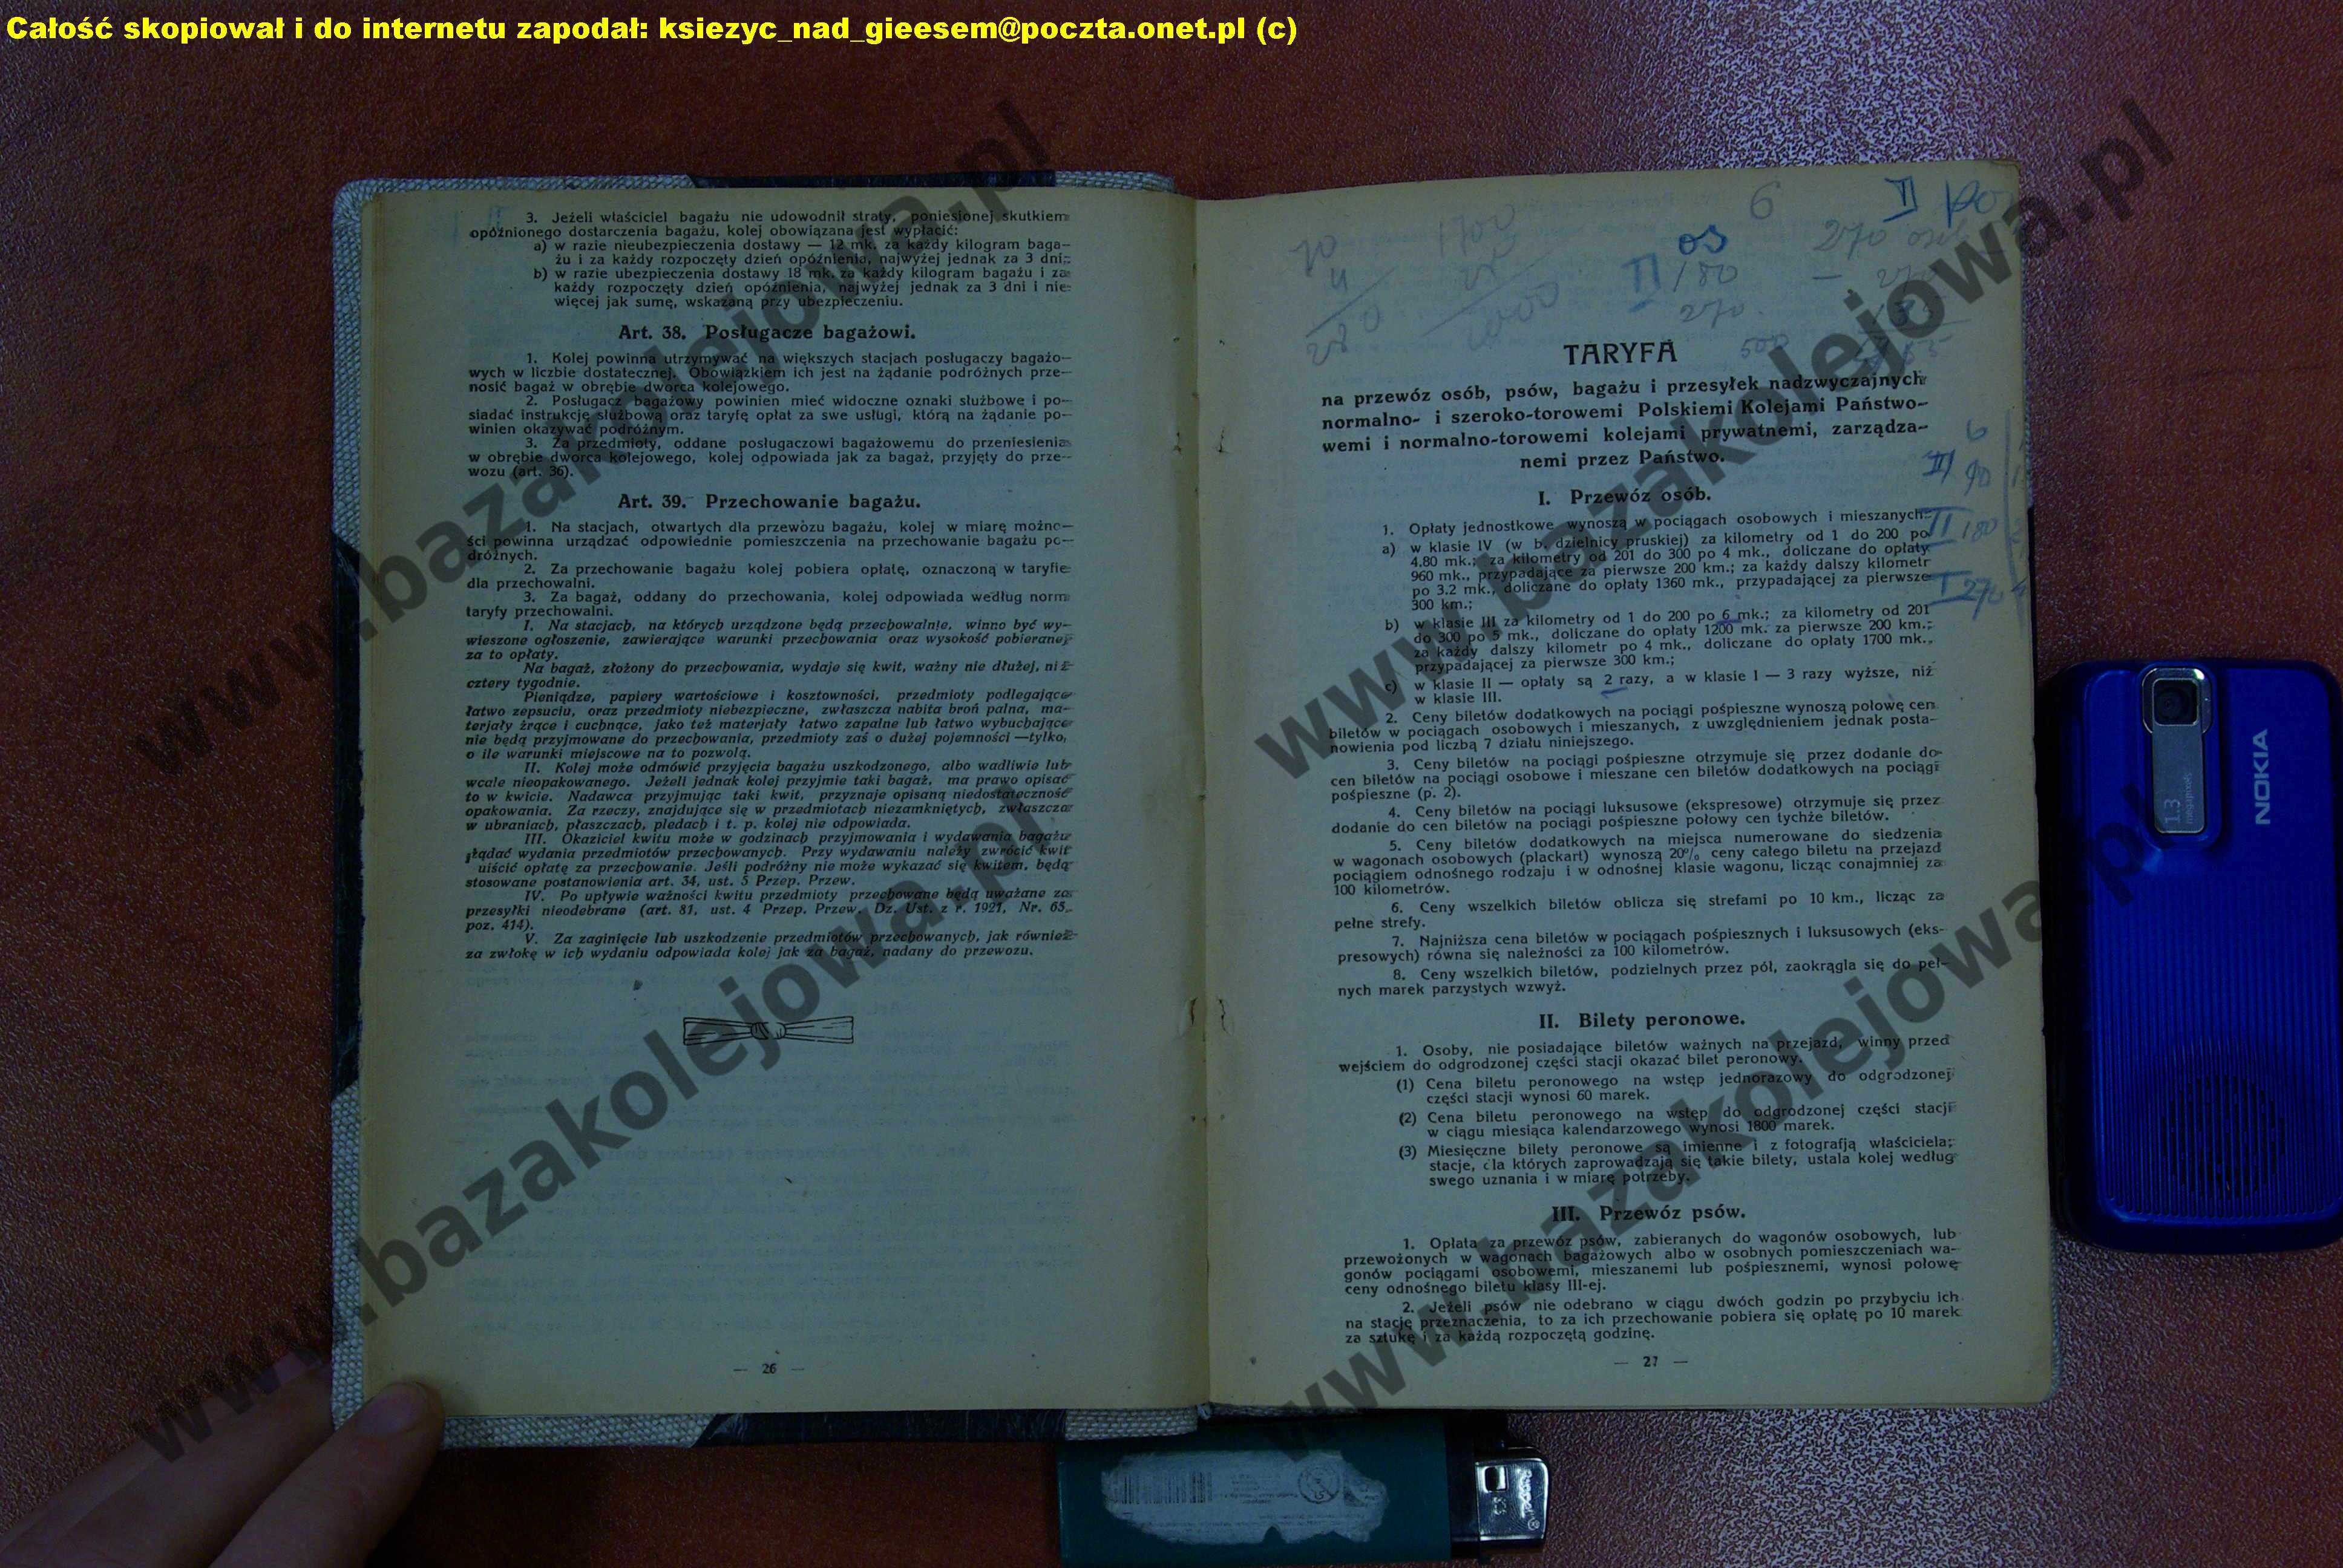 Całość skopiował i do internetu zapodał: ksiezyc_nad_gieesem@poczta.onet.pl (c)
3. Jeżeli właściciel bagażu nie udowodnił straty, poniesionej skutkiem
opóźnionego dostarczenia bagażu, kolej obowiązana jest wypłacić:
a) w razie nieubezpieczenia dostawy — 12 mk. za każdy kilogram baga-
żu i za każdy rozpoczęty dzień opóźnienia, najwyżej jednak za 3 dni;
b) w razie ubezpieczenia dostawy 18 mk. za każdy kilogram bagażu i za
każdy rozpoczęty dzień opóźnienia, najwyżej jednak za 3 dni i nie
więcej jak sumę, wskazaną przy ubezpieczeniu.
Art. 38. Posługacze bagażowi.
1. Kolej powinna utrzymywać na większych stacjach posługaczy bagażo-
wych w liczbie dostatecznej. Obowiązkiem ich jest na żądanie podróżnych prze-
nosić bagaż w obrębie dworca kolejowego.
2. Posługacz bagażowy powinien mieć widoczne oznaki służbowe i po-
siadać instrukcję służbową oraz taryfę opłat za swe usługi, którą na żądanie po-
winien okazywać podróżnym.
3. Za przedmioty, oddane posługaczowi bagażowemu do przeniesienia
w obrębie dworca kolejowego, kolej odpowiada jak za bagaż, przyjęty do prze-
wozu (art. 36).
Art. 39. Przechowanie bagażu.
1. Na stacjach, otwartych dla przewozu bagażu, kolej w miarę możno-
ści powinna urządzać odpowiednie pomieszczenia na przechowanie bagażu po-
dróżnych.
2. Za przechowanie bagażu kolej pobiera opłatę, oznaczoną w taryfie
dla przechowalni.
3. Za bagaż, oddany do przechowania, kolej odpowiada według norm
taryfy przechowalni.
I. Na stacjach, na których urządzone będą przechowalnie, winno być wy-
wieszone ogłoszenie, zawierające warunki przechowania oraz wysokość pobieranej
za to opłaty.
Na bagaż, złożony do przechowania, wydaje się kwit, ważny nie dłużej, niż
cztery tygodnie.
Pieniądze, papiery wartościowe i kosztowności, przedmioty podlegające
łatwo zepsuciu, oraz przedmioty niebezpieczne, zwłaszcza nabita broń palna, ma-
terjały żrące i cuchnące, jako też materjały łatwo zapalne lub łatwo wybuchające
nie będą przyjmowane do przechowania, przedmioty zaś o dużej pojemności —tylko,
o ile warunki miejscowe na to pozwolą.
II. Kolej może odmówić przyjęcia bagażu uszkodzonego, albo wadliwie lub
wcale nieopakowanego. Jeżeli jednak kolej przyjmie taki bagaż, ma prawo opisać
to w kwicie. Nadawca przyjmując taki kwit, przyznaje opisaną niedostateczność
opakowania. Za rzeczy, znajdujące się w przedmiotach niezamkniętych, zwłaszcza
w ubraniach, płaszczach, pledach i t. p. kolej nie odpowiada.
III. Okaziciel kwitu może w godzinach przyjmowania i wydawania bagażu
żądać wydania przedmiotów przechowanych. Przy wydawaniu należy zwrócić kwit
uiścić opłatę za przechowanie. Jeśli podróżny nie może wykazać się kwitem, będą
stosowane postanowienia art. 34, ust. 5 Przep. Przew.
IV. Po upływie ważności kwitu przedmioty przechowane będą uważane za
przesyłki nieodebrane (art. 81, ust. 4 Przep. Przew. Dz. Ust. z r. 1921, Nr. 65,
poz. 414).
V. Za zaginięcie lub uszkodzenie przedmiotów przechowanych, jak również
za zwłokę w ich wydaniu odpowiada kolej jak za bagaż, nadany do przewozu.
— 26 —
70
4
280
1700
6
II
os
II 180
270
270
500
TARYFA
na przewóz osób, psów, bagażu i przesyłek nadzwyczajnych
normalno- i szeroko-torowemi Polskiemi Kolejami Państwo-
wemi i normalno-torowemi kolejami prywatnemi, zarządza-
nemi przez Państwo.
6
III 90
II 180
I 270
I. Przewóz osób.
1. Opłaty jednostkowe wynoszą w pociągach osobowych i mieszanych:
a) w klasie IV (w b. dzielnicy pruskiej) za kilometry od 1 do 200 po
4.80 mk.; za kilometry od 201 do 300 po 4 mk., doliczane do opłaty
960 mk., przypadające za pierwsze 200 km.; za każdy dalszy kilometr
po 3.2 mk., doliczane do opłaty 1360 mk., przypadającej za pierwsze
300 km.;
b) w klasie III za kilometry od 1 do 200 po 6 mk.; za kilometry od 201
do 300 po 5 mk., doliczane do opłaty 1200 mk. za pierwsze 200 km.;
za każdy dalszy kilometr po 4 mk., doliczane do opłaty 1700 mk.,
przypadającej za pierwsze 300 km.;
c) w klasie II — opłaty są 2 razy, a w klasie I — 3 razy wyższe, niż
w klasie III.
2. Ceny biletów dodatkowych na pociągi pośpieszne wynoszą połowę cen
biletów w pociągach osobowych i mieszanych, z uwzględnieniem jednak posta-
nowienia pod liczbą 7 działu niniejszego.
3. Ceny biletów na pociągi pośpieszne otrzymuje się przez dodanie do
cen biletów na pociągi osobowe i mieszane cen biletów dodatkowych na pociągi
pośpieszne (p. 2).
4. Ceny biletów na pociągi luksusowe (ekspresowe) otrzymuje się przez
dodanie do cen biletów na pociągi pośpieszne połowy cen tychże biletów.
5. Ceny biletów dodatkowych na miejsca numerowane do siedzenia
w wagonach osobowych (plackart) wynoszą 20% ceny całego biletu na przejazd
pociągiem odnośnego rodzaju i w odnośnej klasie wagonu, licząc conajmniej za
100 kilometrów.
6. Ceny wszelkich biletów oblicza się strefami po 10 km., licząc za
pełne strefy.
7. Najniższa cena biletów w pociągach pośpiesznych i luksusowych (eks-
presowych) równa się należności za 100 kilometrów.
8. Ceny wszelkich biletów, podzielnych przez pół, zaokrągla się do peł-
nych marek parzystych wzwyż.
II. Bilety peronowe.
1. Osoby, nie posiadające biletów ważnych na przejazd, winny przed
wejściem do odgrodzonej części stacji okazać bilet peronowy.
(1) Cena biletu peronowego na wstęp jednorazowy do odgrodzonej
części stacji wynosi 60 marek.
(2) Cena biletu peronowego na wstęp do odgrodzonej części stacji
w ciągu miesiąca kalendarzowego wynosi 1800 marek.
(3) Miesięczne bilety peronowe są imienne i z fotografją właściciela;
stacje, dla których zaprowadzają się takie bilety, ustala kolej według
swego uznania i w miarę potrzeby.
III. Przewóz psów.
1. Opłata za przewóz psów, zabieranych do wagonów osobowych, lub
przewożonych w wagonach bagażowych albo w osobnych pomieszczeniach wa-
gonów pociągami osobowemi, mieszanemi lub pośpiesznemi, wynosi połowę
ceny odnośnego biletu klasy III-ej.
2. Jeżeli psów nie odebrano w ciągu dwóch godzin po przybyciu ich
na stację przeznaczenia, to za ich przechowanie pobiera się opłatę po 10 marek
za sztukę i za każdą rozpoczętą godzinę.
— 27 —
NOKIA
1.3
megapixels
www.bazakolejowa.pl
www.bazakolejowa.pl
www.bazakolejowa.pl
www.bazakolejowa.pl